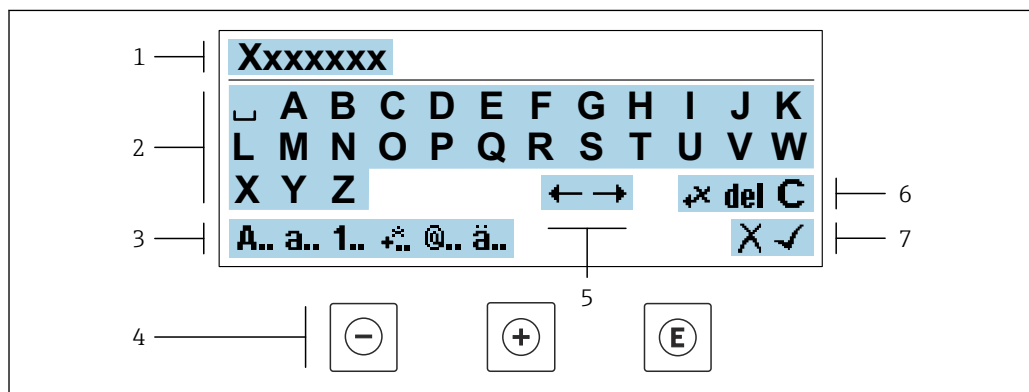 1 Xxxxxxx
␣ A B C D E F G H I J K
2 L M N O P Q R S T U V W
X Y Z ← → +x del C 6
3 A.. a.. 1.. +*.. @.. ä.. X ✓ 7
5
4 − + E